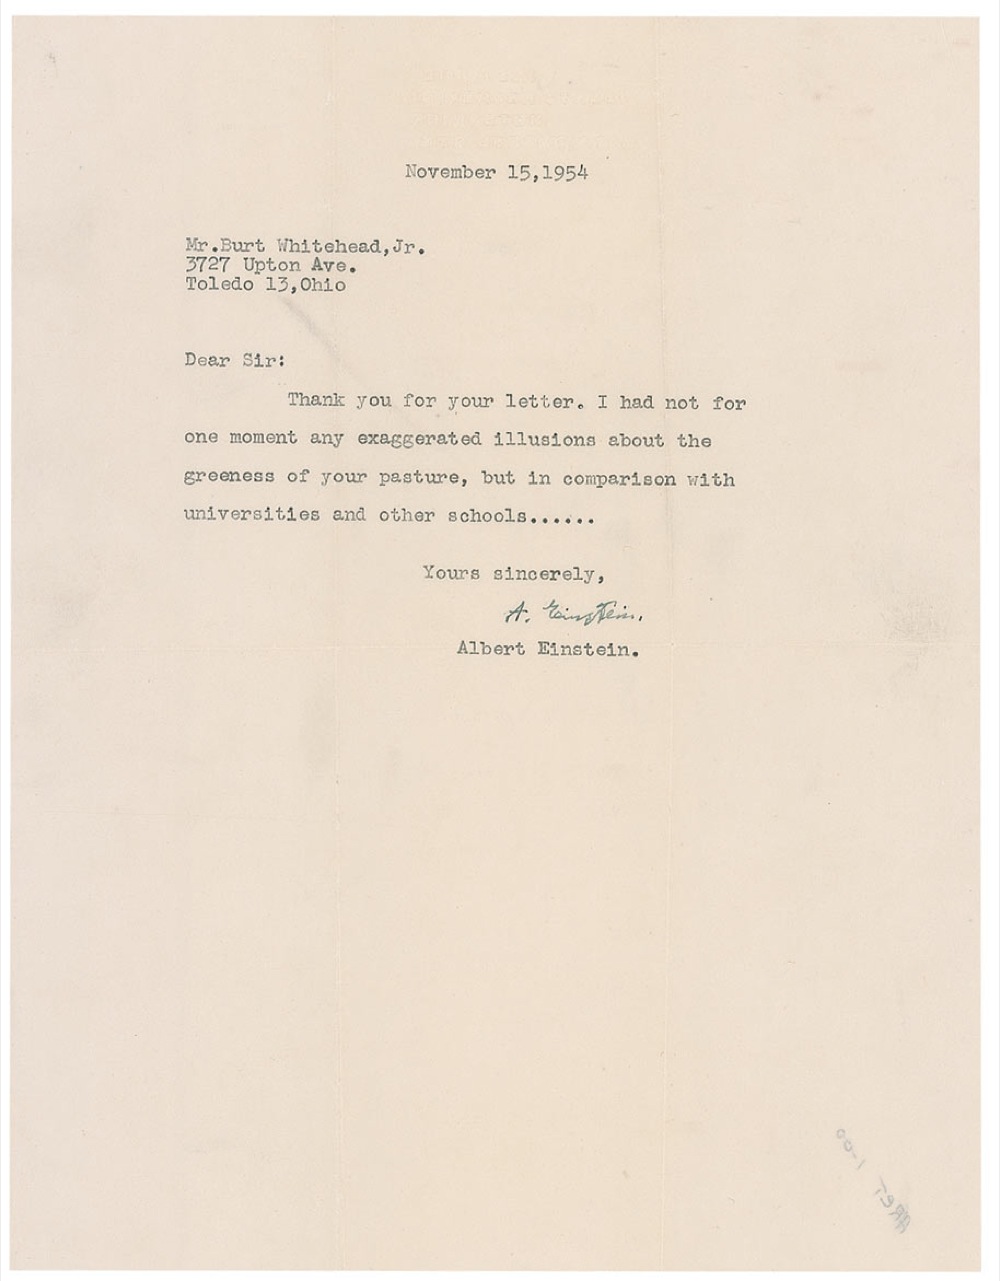 November 15,1954
Mr.Burt Whitehead,Jr.
3727 Upton Ave.
Toledo 13,Ohio
Dear Sir:
Thank you for your letter. I had not for
one moment any exaggerated illusions about the
greeness of your pasture, but in comparison with
universities and other schools......
Yours sincerely,
A. Einstein.
Albert Einstein.